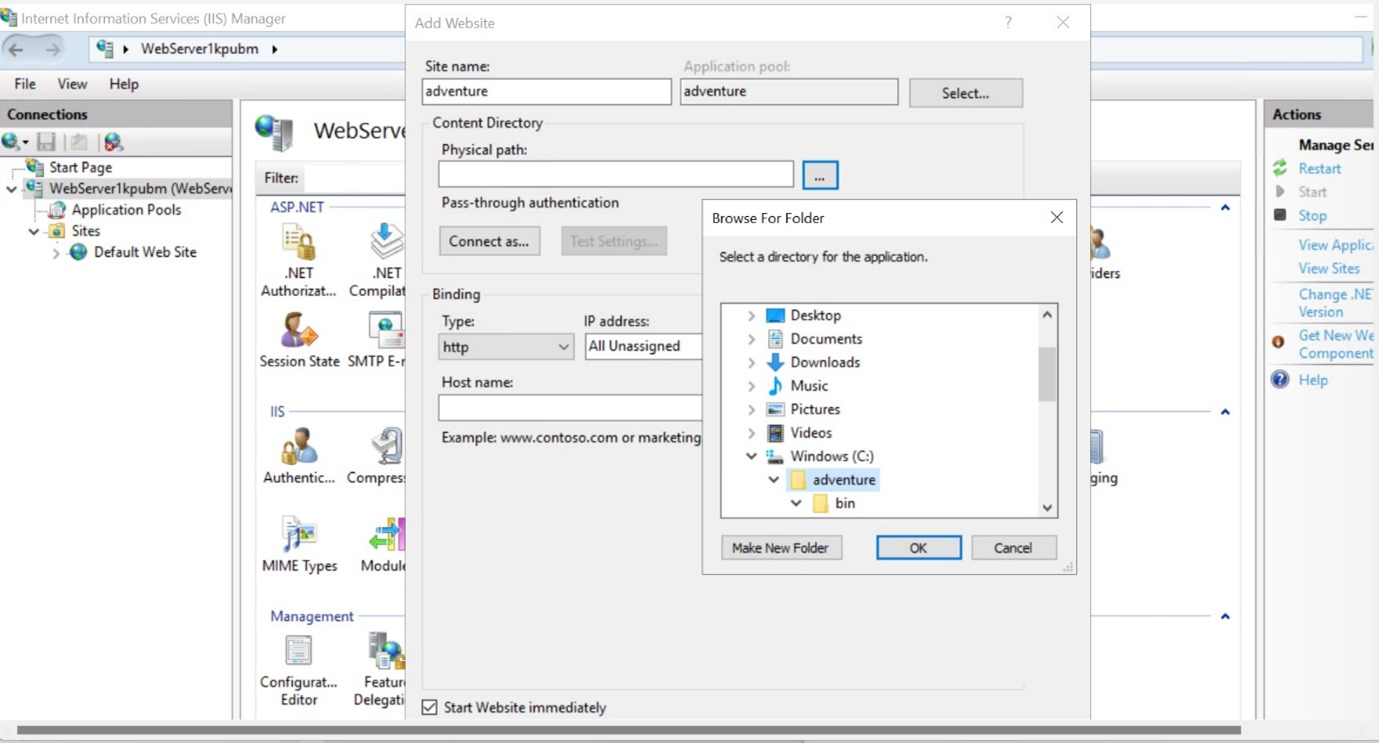 Internet Information Services (IIS) Manager
WebServer1kpubm
File View Help
Connections
Start Page
WebServer1kpubm (WebServe
Application Pools
Sites
Default Web Site
WebServe
Filter:
ASP.NET
.NET
Authorizat...
.NET
Compilat
Session State
SMTP E-r
IIS
Authentic...
Compress
MIME Types
Module
Management
Configurat...
Editor
Feature
Delegati
iders
ging
Add Website
?
Site name:
Application pool:
adventure
adventure
Select...
Content Directory
Physical path:
...
Pass-through authentication
Connect as...
Test Settings...
Binding
Type:
IP address:
http
All Unassigned
Host name:
Example: www.contoso.com or marketing
Start Website immediately
Browse For Folder
Select a directory for the application.
Desktop
Documents
Downloads
Music
Pictures
Videos
Windows (C:)
adventure
bin
Make New Folder
OK
Cancel
Actions
Manage Ser
Restart
Start
Stop
View Applic
View Sites
Change .NET
Version
Get New We
Component
Help